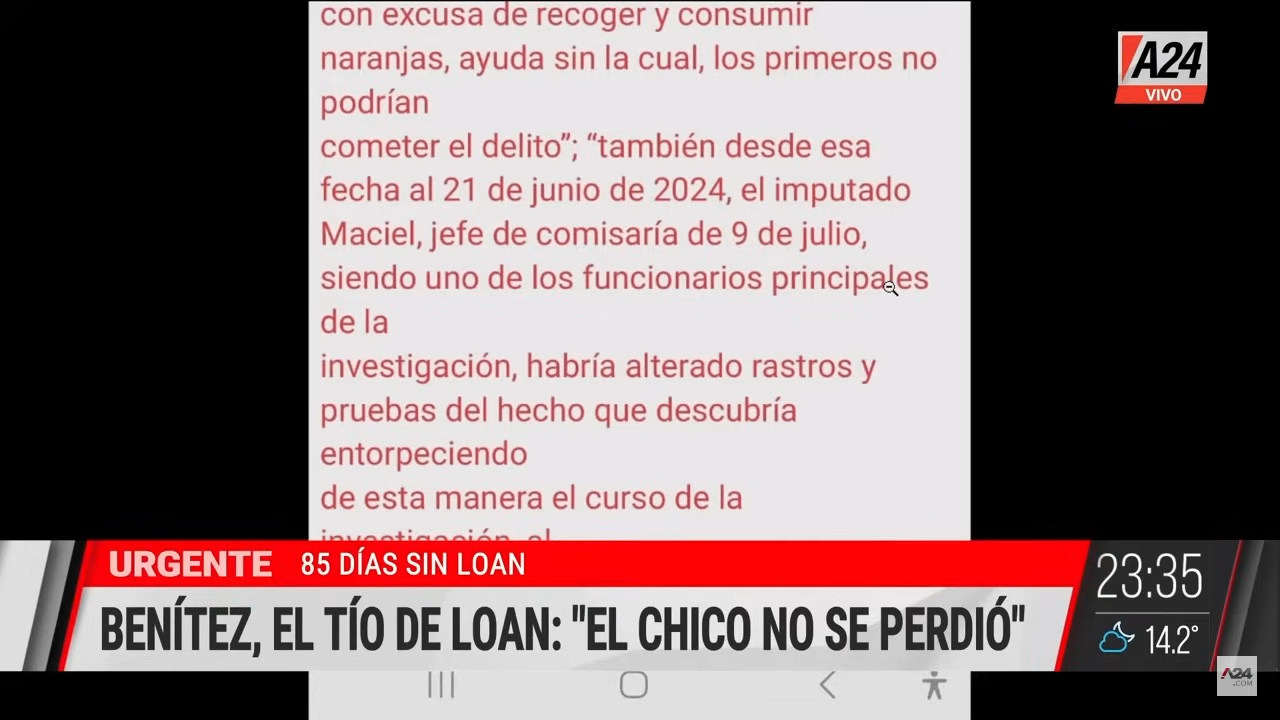 con excusa de recoger y consumir
naranjas, ayuda sin la cual, los primeros no
podrían
cometer el delito”; “también desde esa
fecha al 21 de junio de 2024, el imputado
Maciel, jefe de comisaría de 9 de julio,
siendo uno de los funcionarios principales
de la
investigación, habría alterado rastros y
pruebas del hecho que descubría
entorpeciendo
de esta manera el curso de la
investigación, al
A24
VIVO
URGENTE 85 DÍAS SIN LOAN
BENÍTEZ, EL TÍO DE LOAN: "EL CHICO NO SE PERDIÓ"
23:35
14.2°
A24
.COM